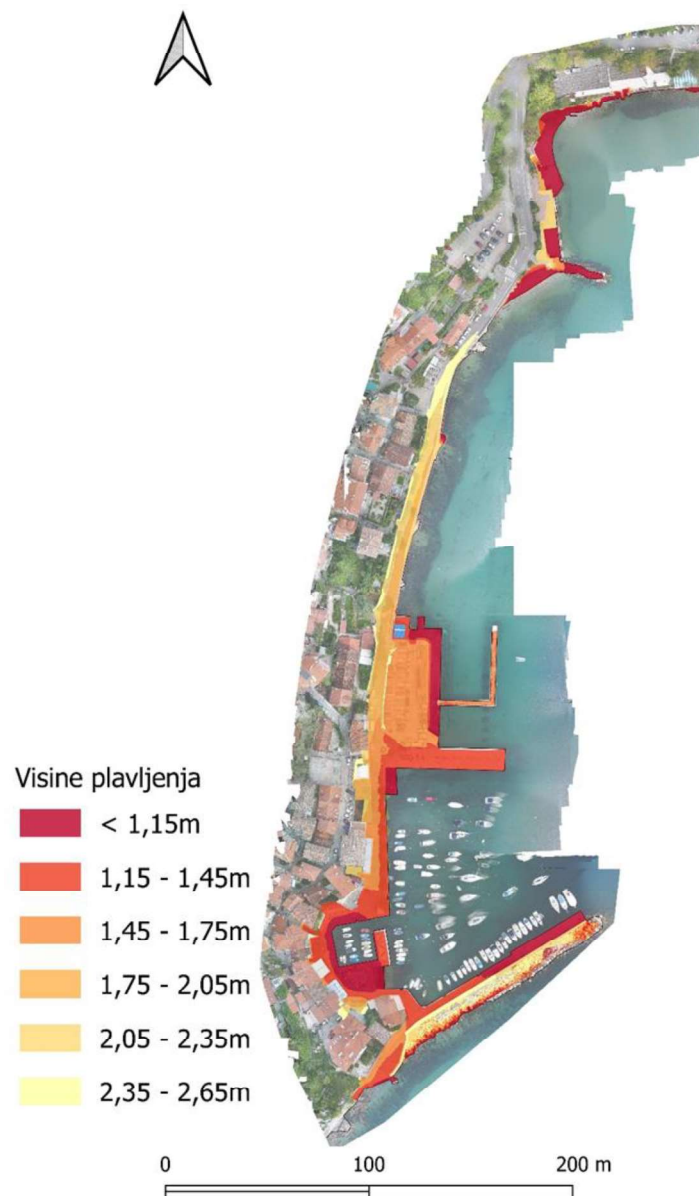 Visine plavljenja
< 1,15m
1,15 - 1,45m
1,45 - 1,75m
1,75 - 2,05m
2,05 - 2,35m
2,35 - 2,65m
0 100 200 m